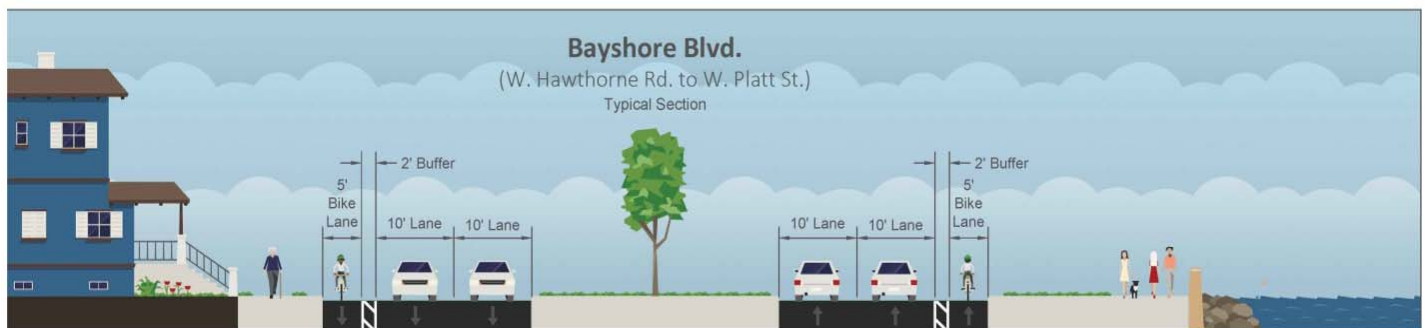 Bayshore Blvd.
(W. Hawthorne Rd. to W. Platt St.)
Typical Section
2' Buffer
5'
Bike
Lane
10' Lane
10' Lane
10' Lane
10' Lane
2' Buffer
5'
Bike
Lane